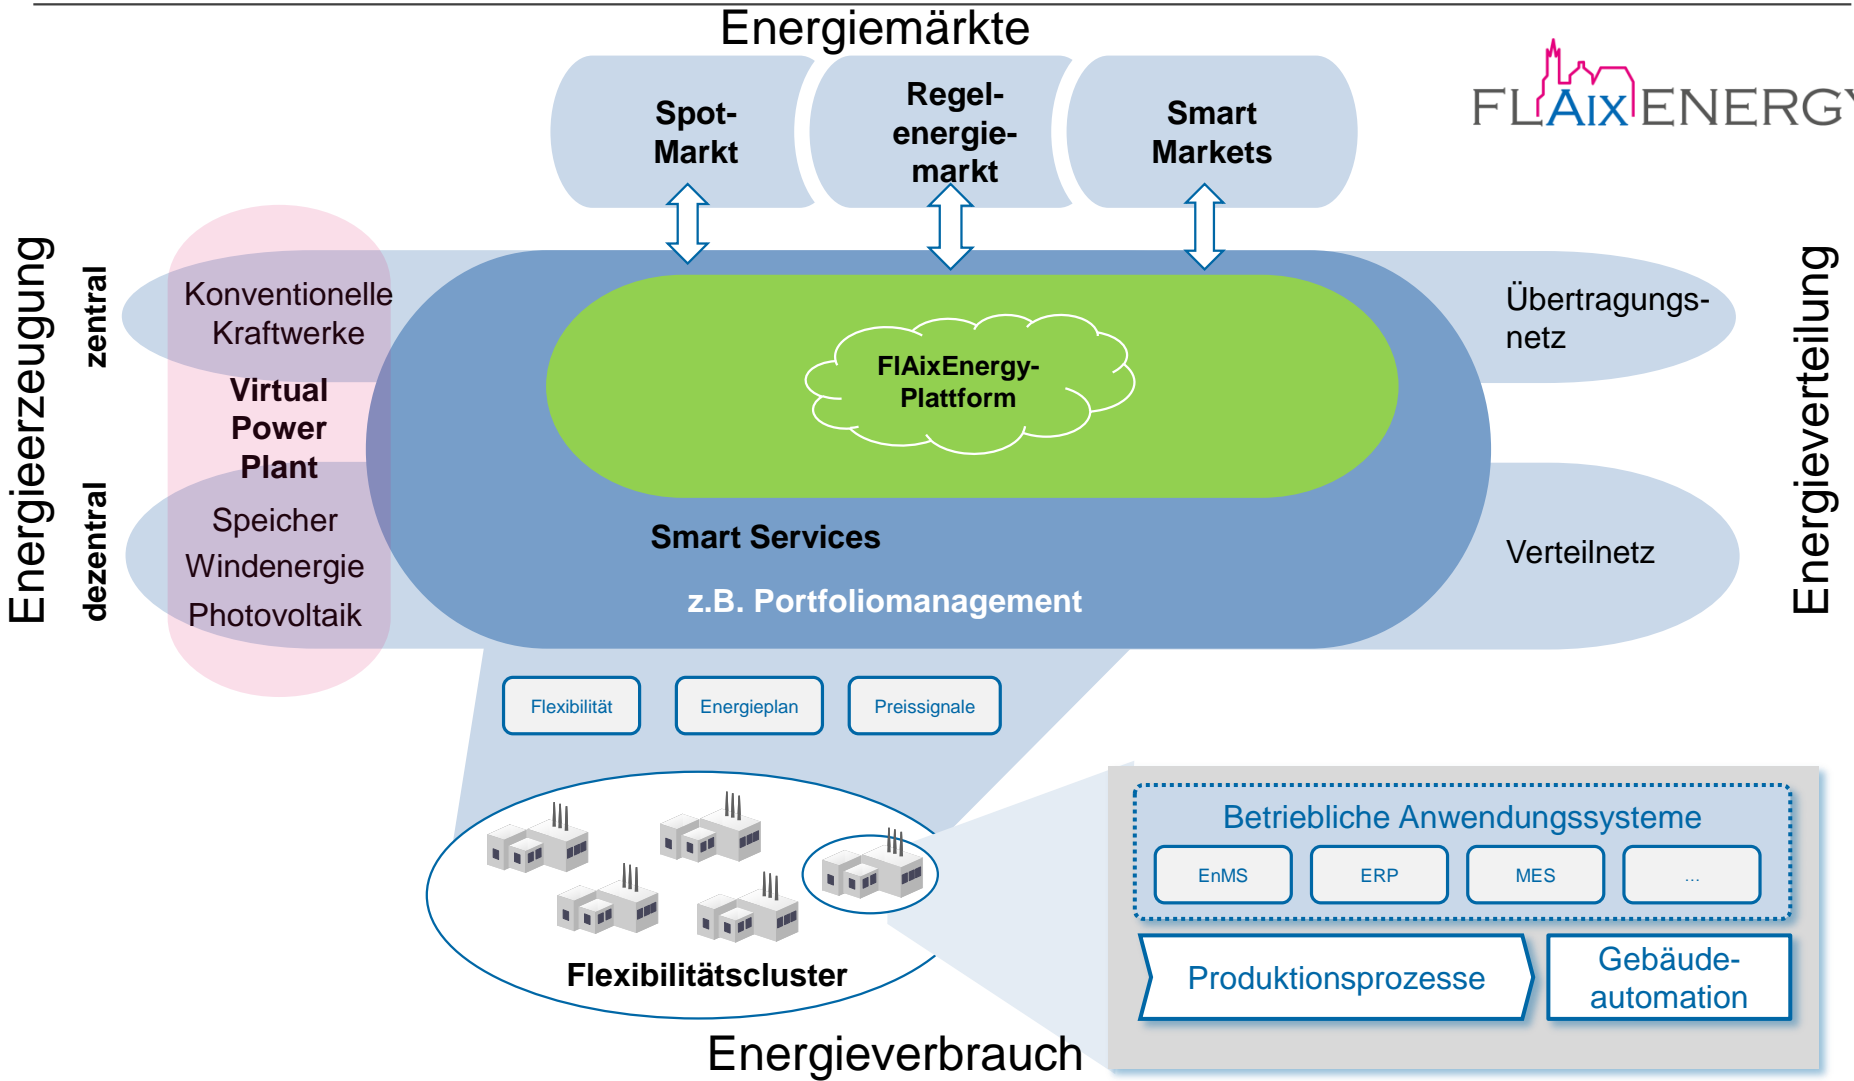 Energiemärkte
FLAIXENERGY
Spot-
Markt
Regel-
energie-
markt
Smart
Markets
Energieerzeugung
zentral
dezentral
Konventionelle
Kraftwerke
Virtual
Power
Plant
Speicher
Windenergie
Photovoltaik
FlAixEnergy-
Plattform
Smart Services
z.B. Portfoliomanagement
Übertragungs-
netz
Verteilnetz
Energieverteilung
Flexibilität
Energieplan
Preissignale
Flexibilitätscluster
Energieverbrauch
Betriebliche Anwendungssysteme
EnMS
ERP
MES
...
Produktionsprozesse
Gebäude-
automation